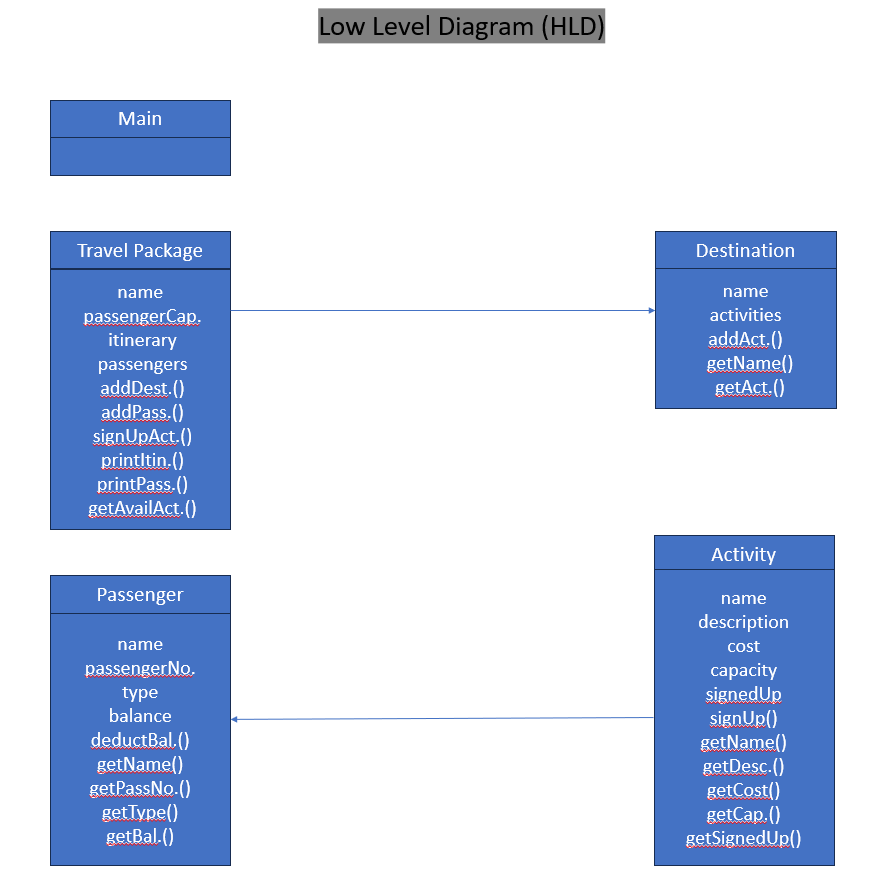 Low Level Diagram (HLD)
Main
Travel Package
name
passengerCap.
itinerary
passengers
addDest.()
addPass.()
signUpAct.()
printItin.()
printPass.()
getAvailAct.()
Destination
name
activities
addAct.()
getName()
getAct.()
Passenger
name
passengerNo.
type
balance
deductBal.()
getName()
getPassNo.()
getType()
getBal.()
Activity
name
description
cost
capacity
signedUp
signUp()
getName()
getDesc.()
getCost()
getCap.()
getSignedUp()